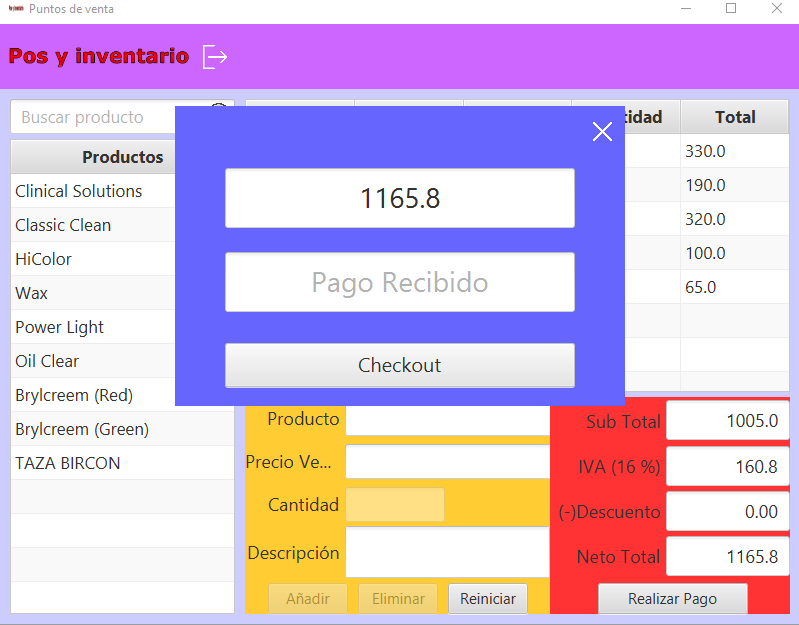 Puntos de venta
Pos y inventario
Buscar producto
Productos
Clinical Solutions
Classic Clean
HiColor
Wax
Power Light
Oil Clear
Brylcreem (Red)
Brylcreem (Green)
TAZA BIRCON
tidad Total
330.0
190.0
320.0
100.0
65.0
1165.8
Pago Recibido
Checkout
Producto
Precio Ve...
Cantidad
Descripción
Añadir Eliminar Reiniciar
Sub Total 1005.0
IVA (16 %) 160.8
(-)Descuento 0.00
Neto Total 1165.8
Realizar Pago